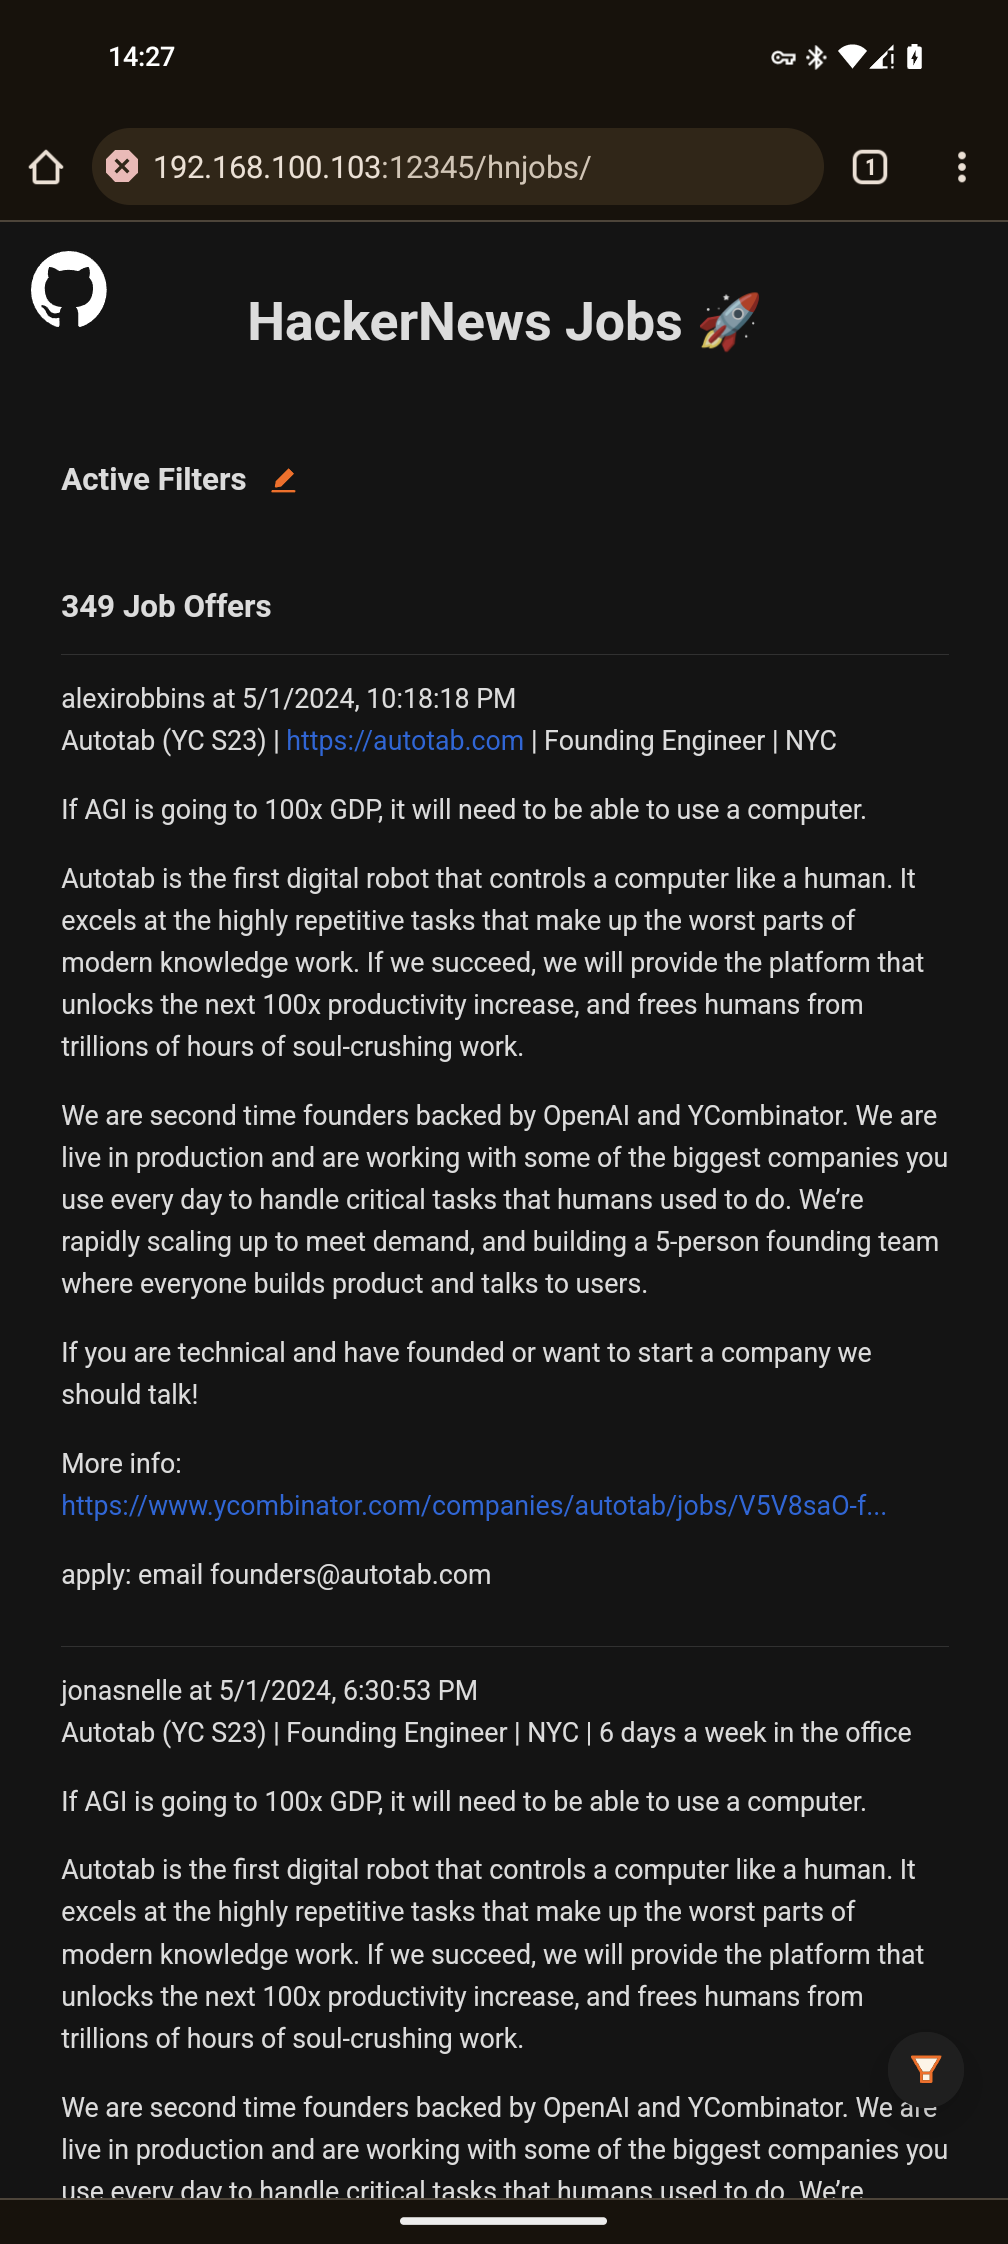 14:27
192.168.100.103:12345/hnjobs/
1
HackerNews Jobs 🚀
Active Filters
349 Job Offers
alexirobbins at 5/1/2024, 10:18:18 PM
Autotab (YC S23) | https://autotab.com | Founding Engineer | NYC
If AGI is going to 100x GDP, it will need to be able to use a computer.
Autotab is the first digital robot that controls a computer like a human. It
excels at the highly repetitive tasks that make up the worst parts of
modern knowledge work. If we succeed, we will provide the platform that
unlocks the next 100x productivity increase, and frees humans from
trillions of hours of soul-crushing work.
We are second time founders backed by OpenAI and YCombinator. We are
live in production and are working with some of the biggest companies you
use every day to handle critical tasks that humans used to do. We’re
rapidly scaling up to meet demand, and building a 5-person founding team
where everyone builds product and talks to users.
If you are technical and have founded or want to start a company we
should talk!
More info:
https://www.ycombinator.com/companies/autotab/jobs/V5V8saO-f...
apply: email founders@autotab.com
jonasnelle at 5/1/2024, 6:30:53 PM
Autotab (YC S23) | Founding Engineer | NYC | 6 days a week in the office
If AGI is going to 100x GDP, it will need to be able to use a computer.
Autotab is the first digital robot that controls a computer like a human. It
excels at the highly repetitive tasks that make up the worst parts of
modern knowledge work. If we succeed, we will provide the platform that
unlocks the next 100x productivity increase, and frees humans from
trillions of hours of soul-crushing work.
We are second time founders backed by OpenAI and YCombinator. We are
live in production and are working with some of the biggest companies you
use every day to handle critical tasks that humans used to do. We’re